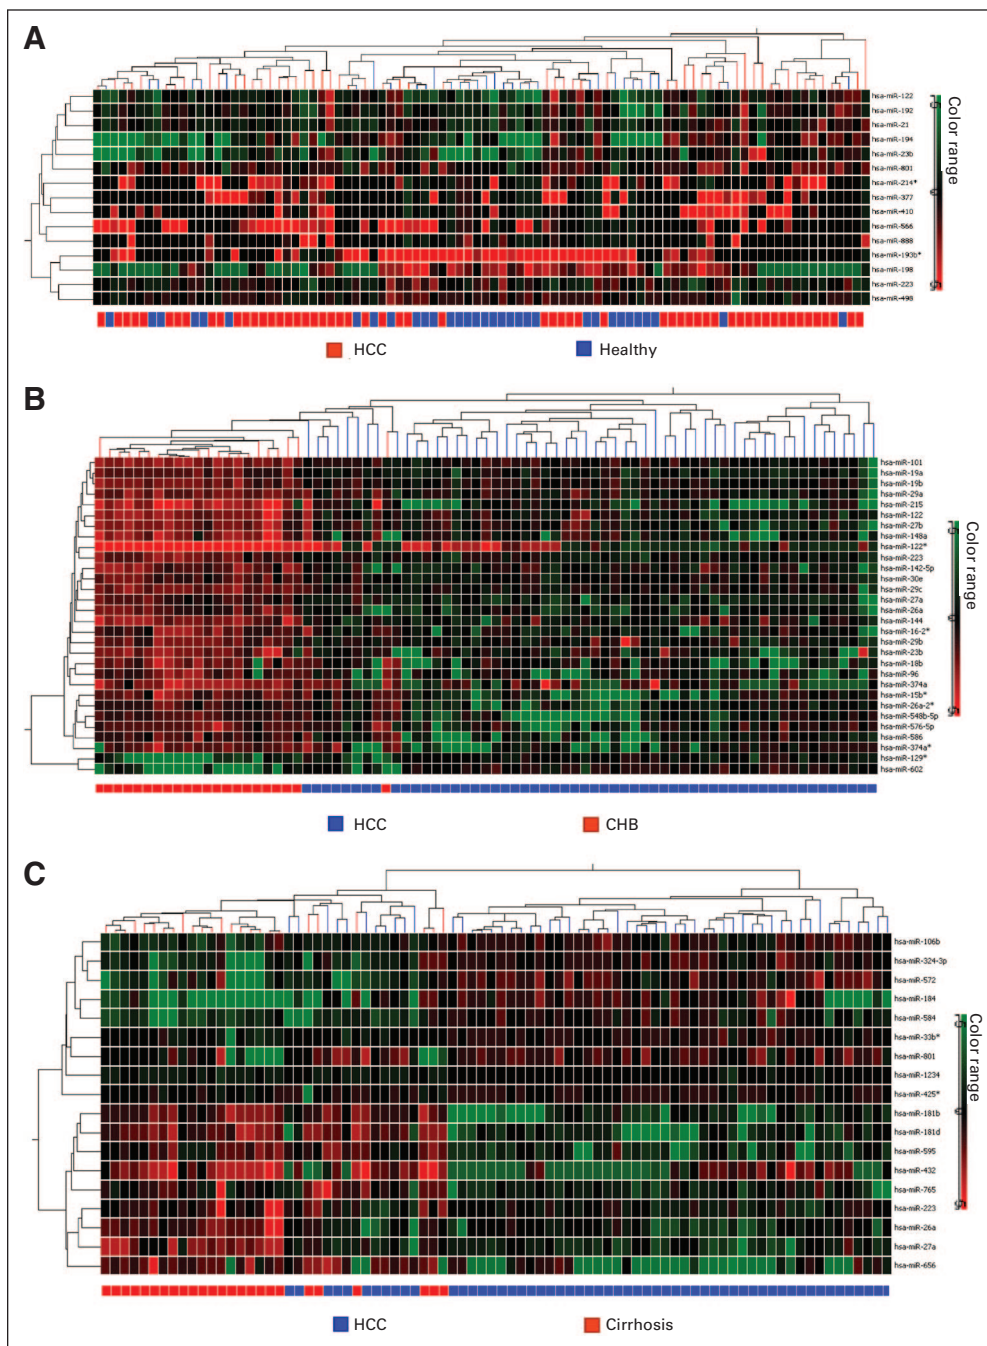 A
hsa-miR-122
hsa-miR-192
hsa-miR-21
hsa-miR-194
hsa-miR-23b
hsa-miR-801
hsa-miR-214*
hsa-miR-377
hsa-miR-410
hsa-miR-566
hsa-miR-888
hsa-miR-193b*
hsa-miR-198
hsa-miR-223
hsa-miR-498
Color range
HCC
Healthy
B
hsa-miR-101
hsa-miR-19a
hsa-miR-19b
hsa-miR-29a
hsa-miR-215
hsa-miR-122
hsa-miR-27b
hsa-miR-148a
hsa-miR-122*
hsa-miR-223
hsa-miR-142-5p
hsa-miR-30e
hsa-miR-29c
hsa-miR-27a
hsa-miR-26a
hsa-miR-144
hsa-miR-16-2*
hsa-miR-29b
hsa-miR-23b
hsa-miR-18b
hsa-miR-96
hsa-miR-374a
hsa-miR-15b*
hsa-miR-26a-2*
hsa-miR-548b-5p
hsa-miR-576-5p
hsa-miR-586
hsa-miR-374a*
hsa-miR-129*
hsa-miR-602
Color range
HCC
CHB
C
hsa-miR-106b
hsa-miR-324-3p
hsa-miR-572
hsa-miR-184
hsa-miR-584
hsa-miR-33b*
hsa-miR-801
hsa-miR-1234
hsa-miR-425*
hsa-miR-181b
hsa-miR-181d
hsa-miR-595
hsa-miR-432
hsa-miR-765
hsa-miR-223
hsa-miR-26a
hsa-miR-27a
hsa-miR-656
Color range
HCC
Cirrhosis